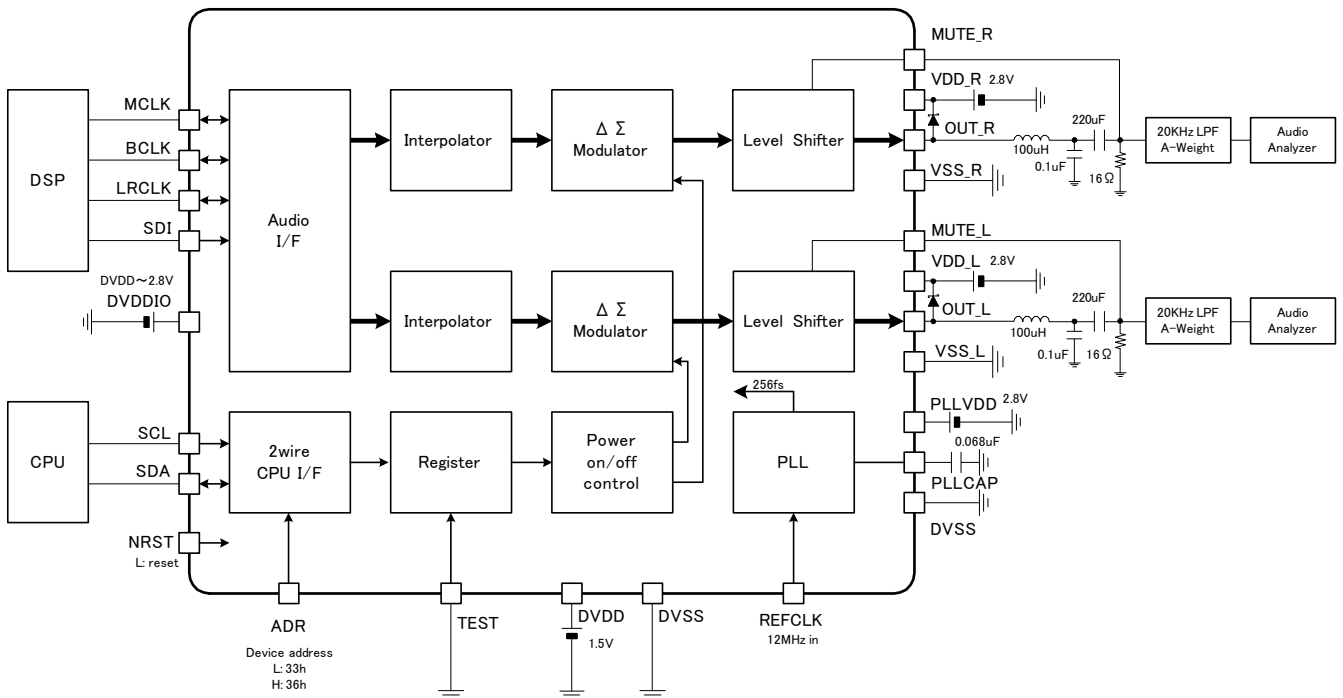 MUTE_R
VDD_R 2.8V
MCLK
BCLK
LRCLK
SDI
DSP
Audio
I/F
Interpolator
Δ Σ
Modulator
Level Shifter
OUT_R
220uF
100uH
0.1uF
16Ω
VSS_R
20KHz LPF
A-Weight
Audio
Analyzer
MUTE_L
VDD_L 2.8V
DVDD～2.8V
DVDDIO
Interpolator
Δ Σ
Modulator
Level Shifter
OUT_L
220uF
100uH
0.1uF
16Ω
VSS_L
20KHz LPF
A-Weight
Audio
Analyzer
256fs
PLLVDD 2.8V
0.068uF
PLLCAP
DVSS
CPU
SCL
SDA
2wire
CPU I/F
Register
Power
on/off
control
PLL
NRST
L: reset
ADR
Device address
L: 33h
H: 36h
TEST
DVDD
1.5V
DVSS
REFCLK
12MHz in